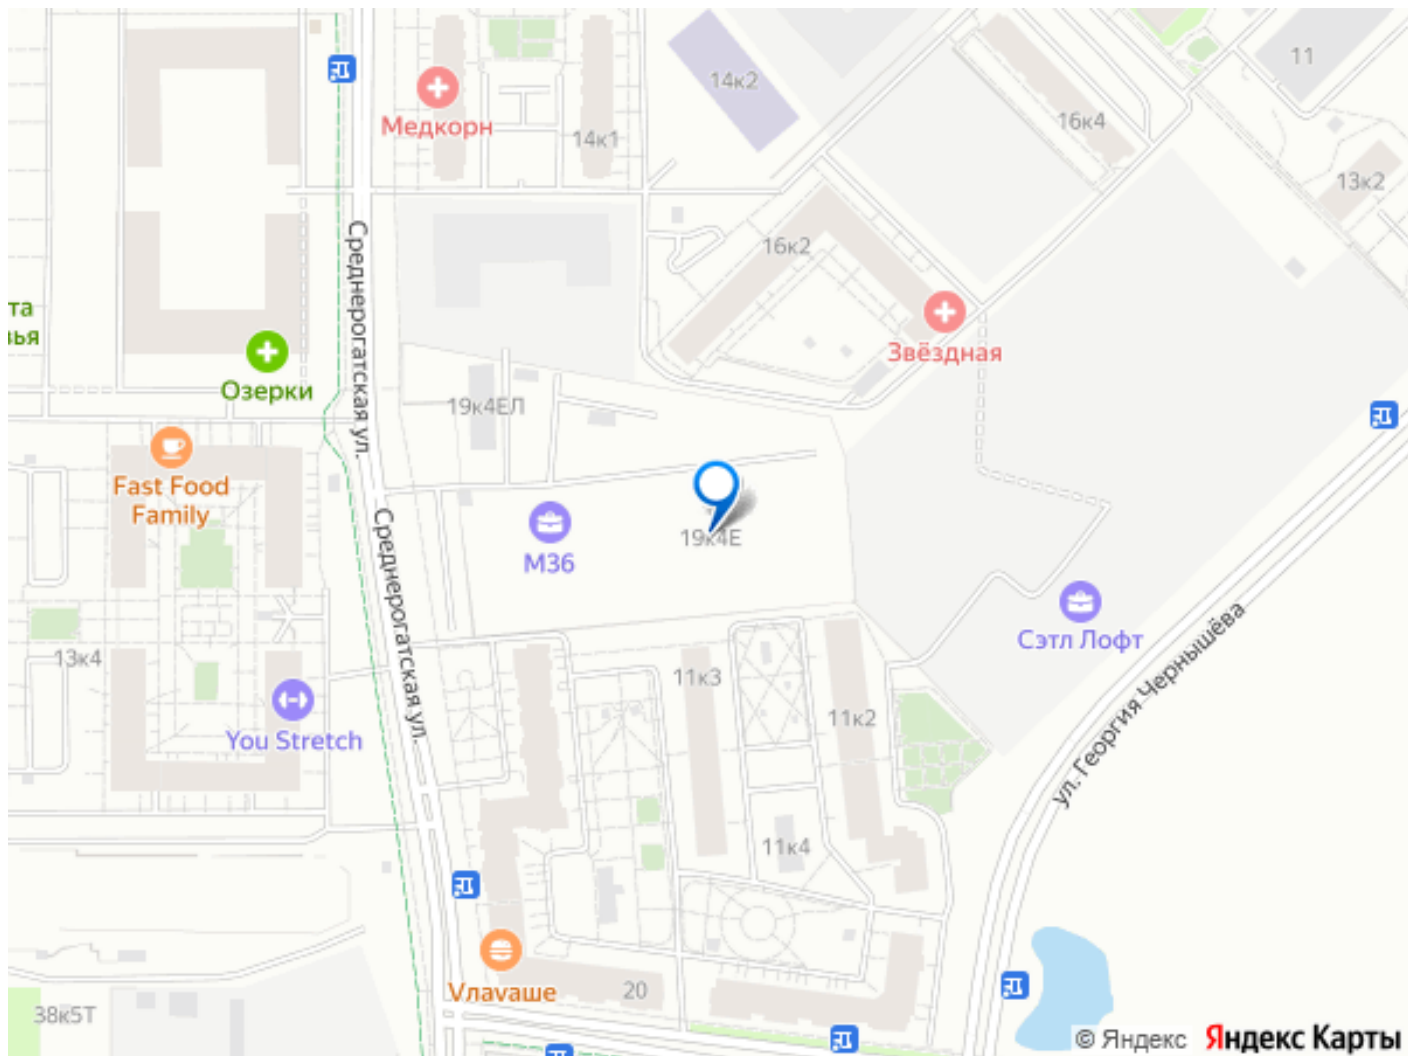 11
14к2
Медкорн
14к1
16к4
13к2
Среднерогатская ул.
16к2
та
вья
Звёздная
Озерки
19к4ЕЛ
Fast Food
Family
М36
19к4Е
Среднерогатская ул.
Сэтл Лофт
ул. Георгия Чернышёва
13к4
11к3
11к2
You Stretch
11к4
Vлаvаше
20
38к5Т
© Яндекс
Яндекс Карты